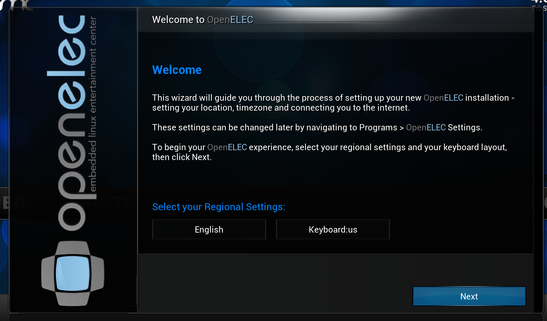 openelec
embedded linux entertainment center
Welcome to OpenELEC
Welcome
This wizard will guide you through the process of setting up your new OpenELEC installation -
setting your location, timezone and connecting you to the internet.
These settings can be changed later by navigating to Programs > OpenELEC Settings.
To begin your OpenELEC experience, select your regional settings and your keyboard layout,
then click Next.
Select your Regional Settings:
English
Keyboard:us
Next